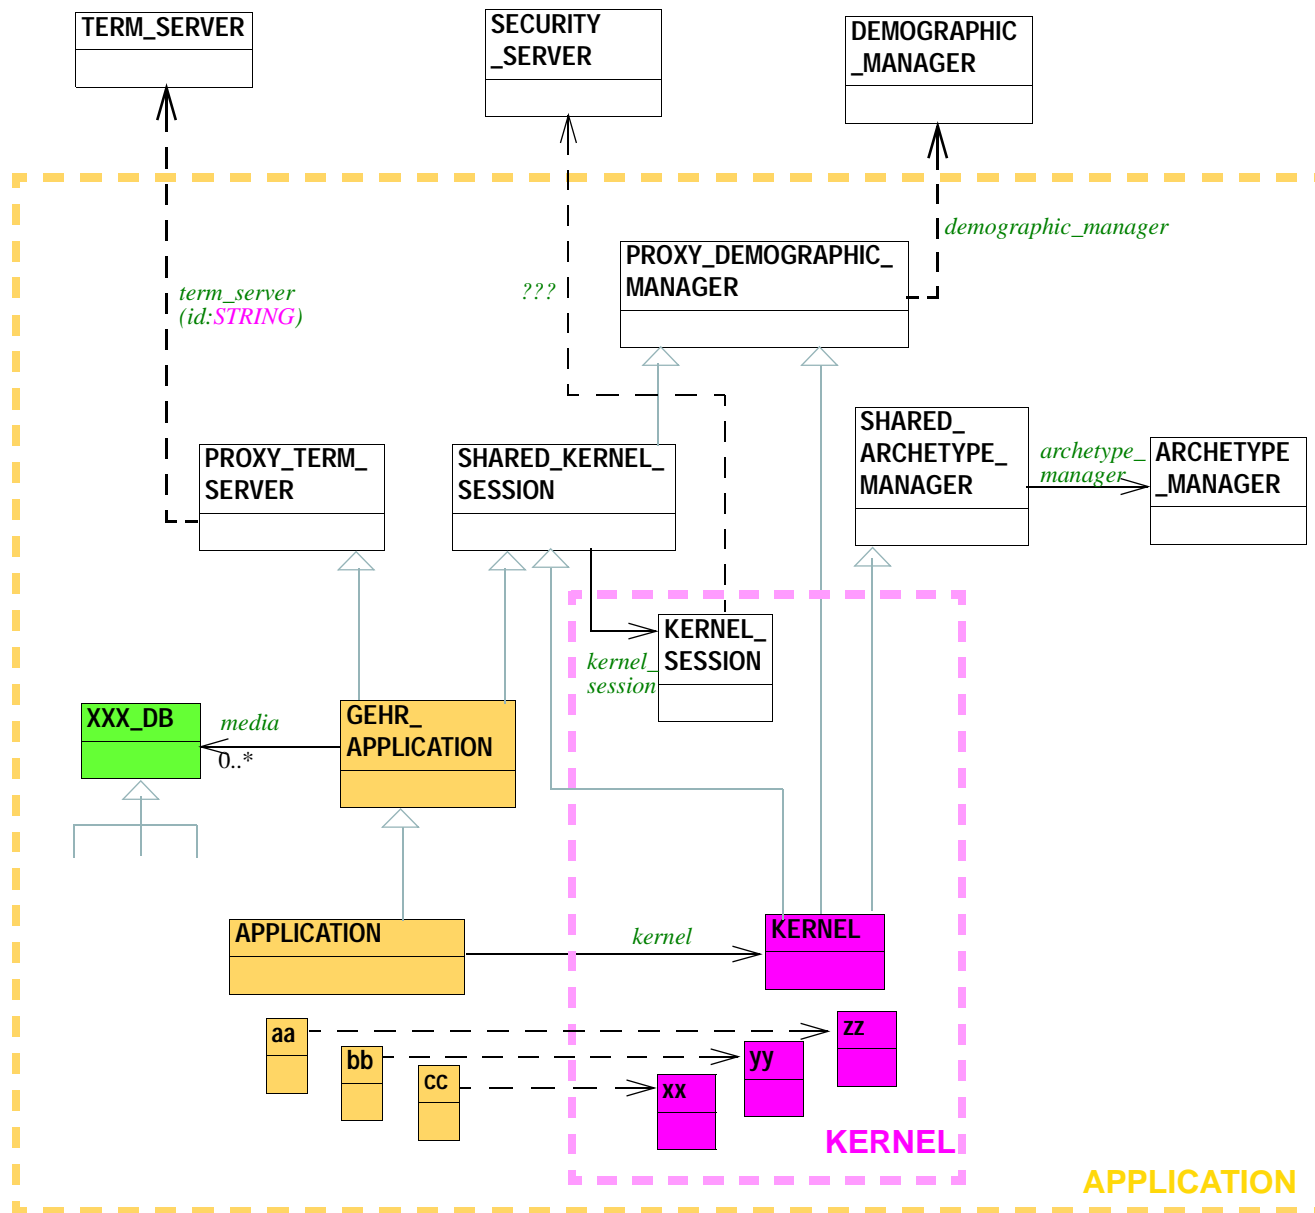 TERM_SERVER
SECURITY
_SERVER
DEMOGRAPHIC
_MANAGER
demographic_manager
PROXY_DEMOGRAPHIC_
MANAGER
term_server
(id:STRING)
???
SHARED_
ARCHETYPE_
MANAGER
archetype_
manager
ARCHETYPE
_MANAGER
PROXY_TERM_
SERVER
SHARED_KERNEL_
SESSION
KERNEL_
SESSION
kernel_
session
XXX_DB
media
0..*
GEHR_
APPLICATION
APPLICATION
kernel
KERNEL
aa
bb
cc
zz
yy
xx
KERNEL
APPLICATION